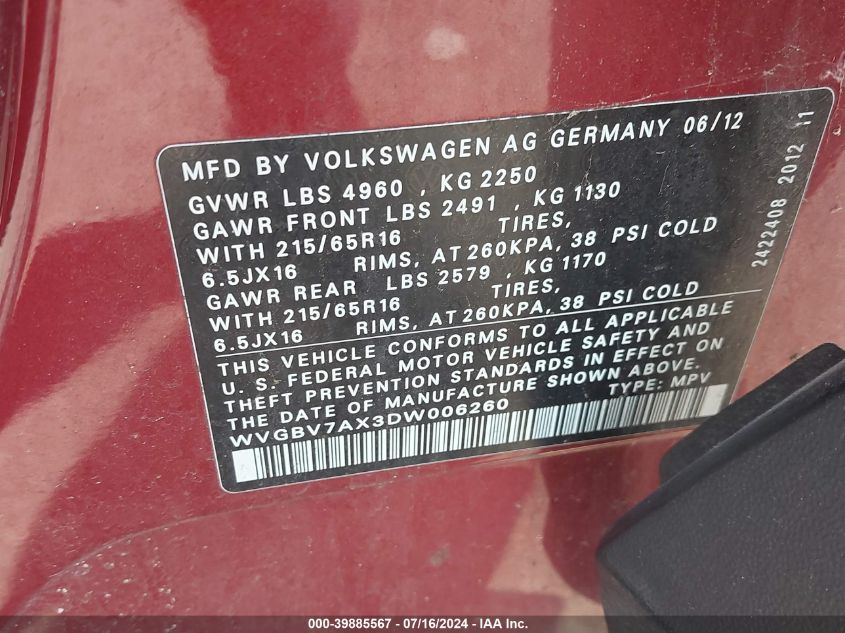 MFD BY VOLKSWAGEN AG GERMANY 06/12
GVWR LBS 4960 , KG 2250
GAWR FRONT LBS 2491 , KG 1130
WITH 215/65R16 TIRES,
6.5JX16 RIMS, AT 260KPA, 38 PSI COLD
GAWR REAR LBS 2579 , KG 1170
WITH 215/65R16 TIRES,
6.5JX16 RIMS, AT 260KPA, 38 PSI COLD
THIS VEHICLE CONFORMS TO ALL APPLICABLE
U. S. FEDERAL MOTOR VEHICLE SAFETY AND
THEFT PREVENTION STANDARDS IN EFFECT ON
DATE OF MANUFACTURE SHOWN ABOVE.
WVGBV7AX3DW006260 TYPE: MPV
2422408 2012 11
000-39885567 / 07/16/2024 - IAA Inc.